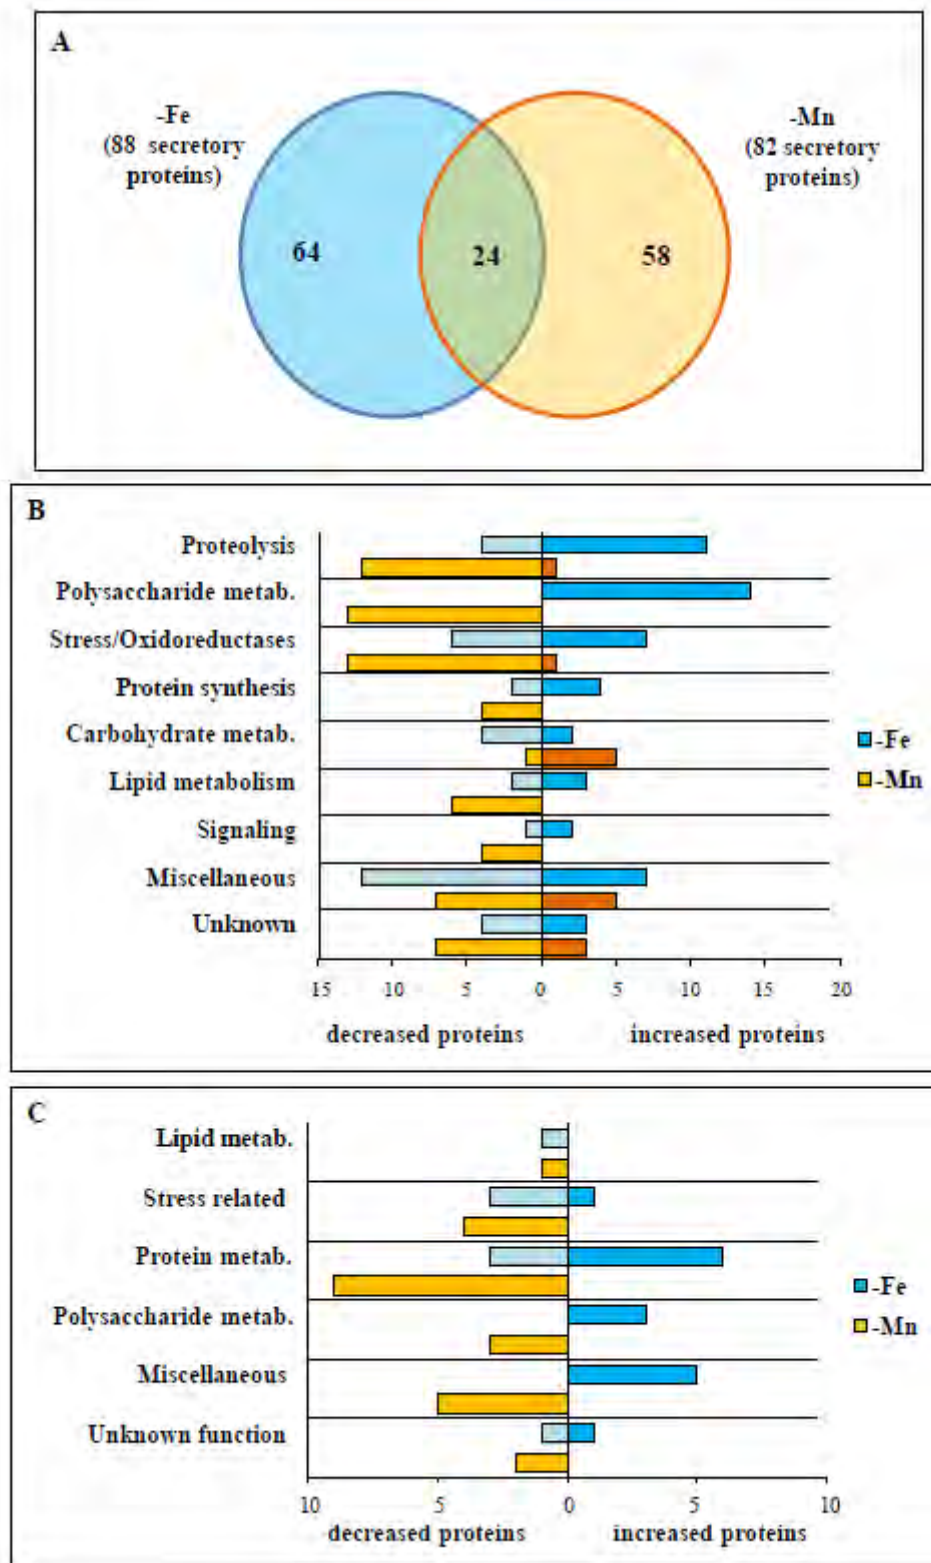 A
-Fe
(88 secretory
proteins)
-Mn
(82 secretory
proteins)
64
24
58
B
Proteolysis
Polysaccharide metab.
Stress/Oxidoreductases
Protein synthesis
Carbohydrate metab.
Lipid metabolism
Signaling
Miscellaneous
Unknown
-Fe
-Mn
15 10 5 0 5 10 15 20
decreased proteins increased proteins
C
Lipid metab.
Stress related
Protein metab.
Polysaccharide metab.
Miscellaneous
Unknown function
-Fe
-Mn
10 5 0 5 10
decreased proteins increased proteins